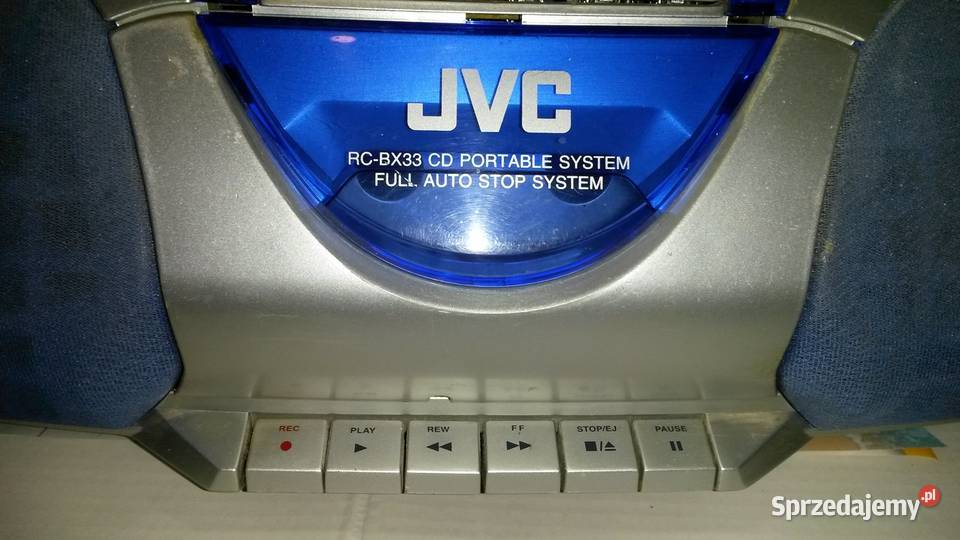 JVC
RC-BX33 CD PORTABLE SYSTEM
FULL AUTO STOP SYSTEM
REC PLAY REW FF STOP/EJ PAUSE
Sprzedajemy.pl